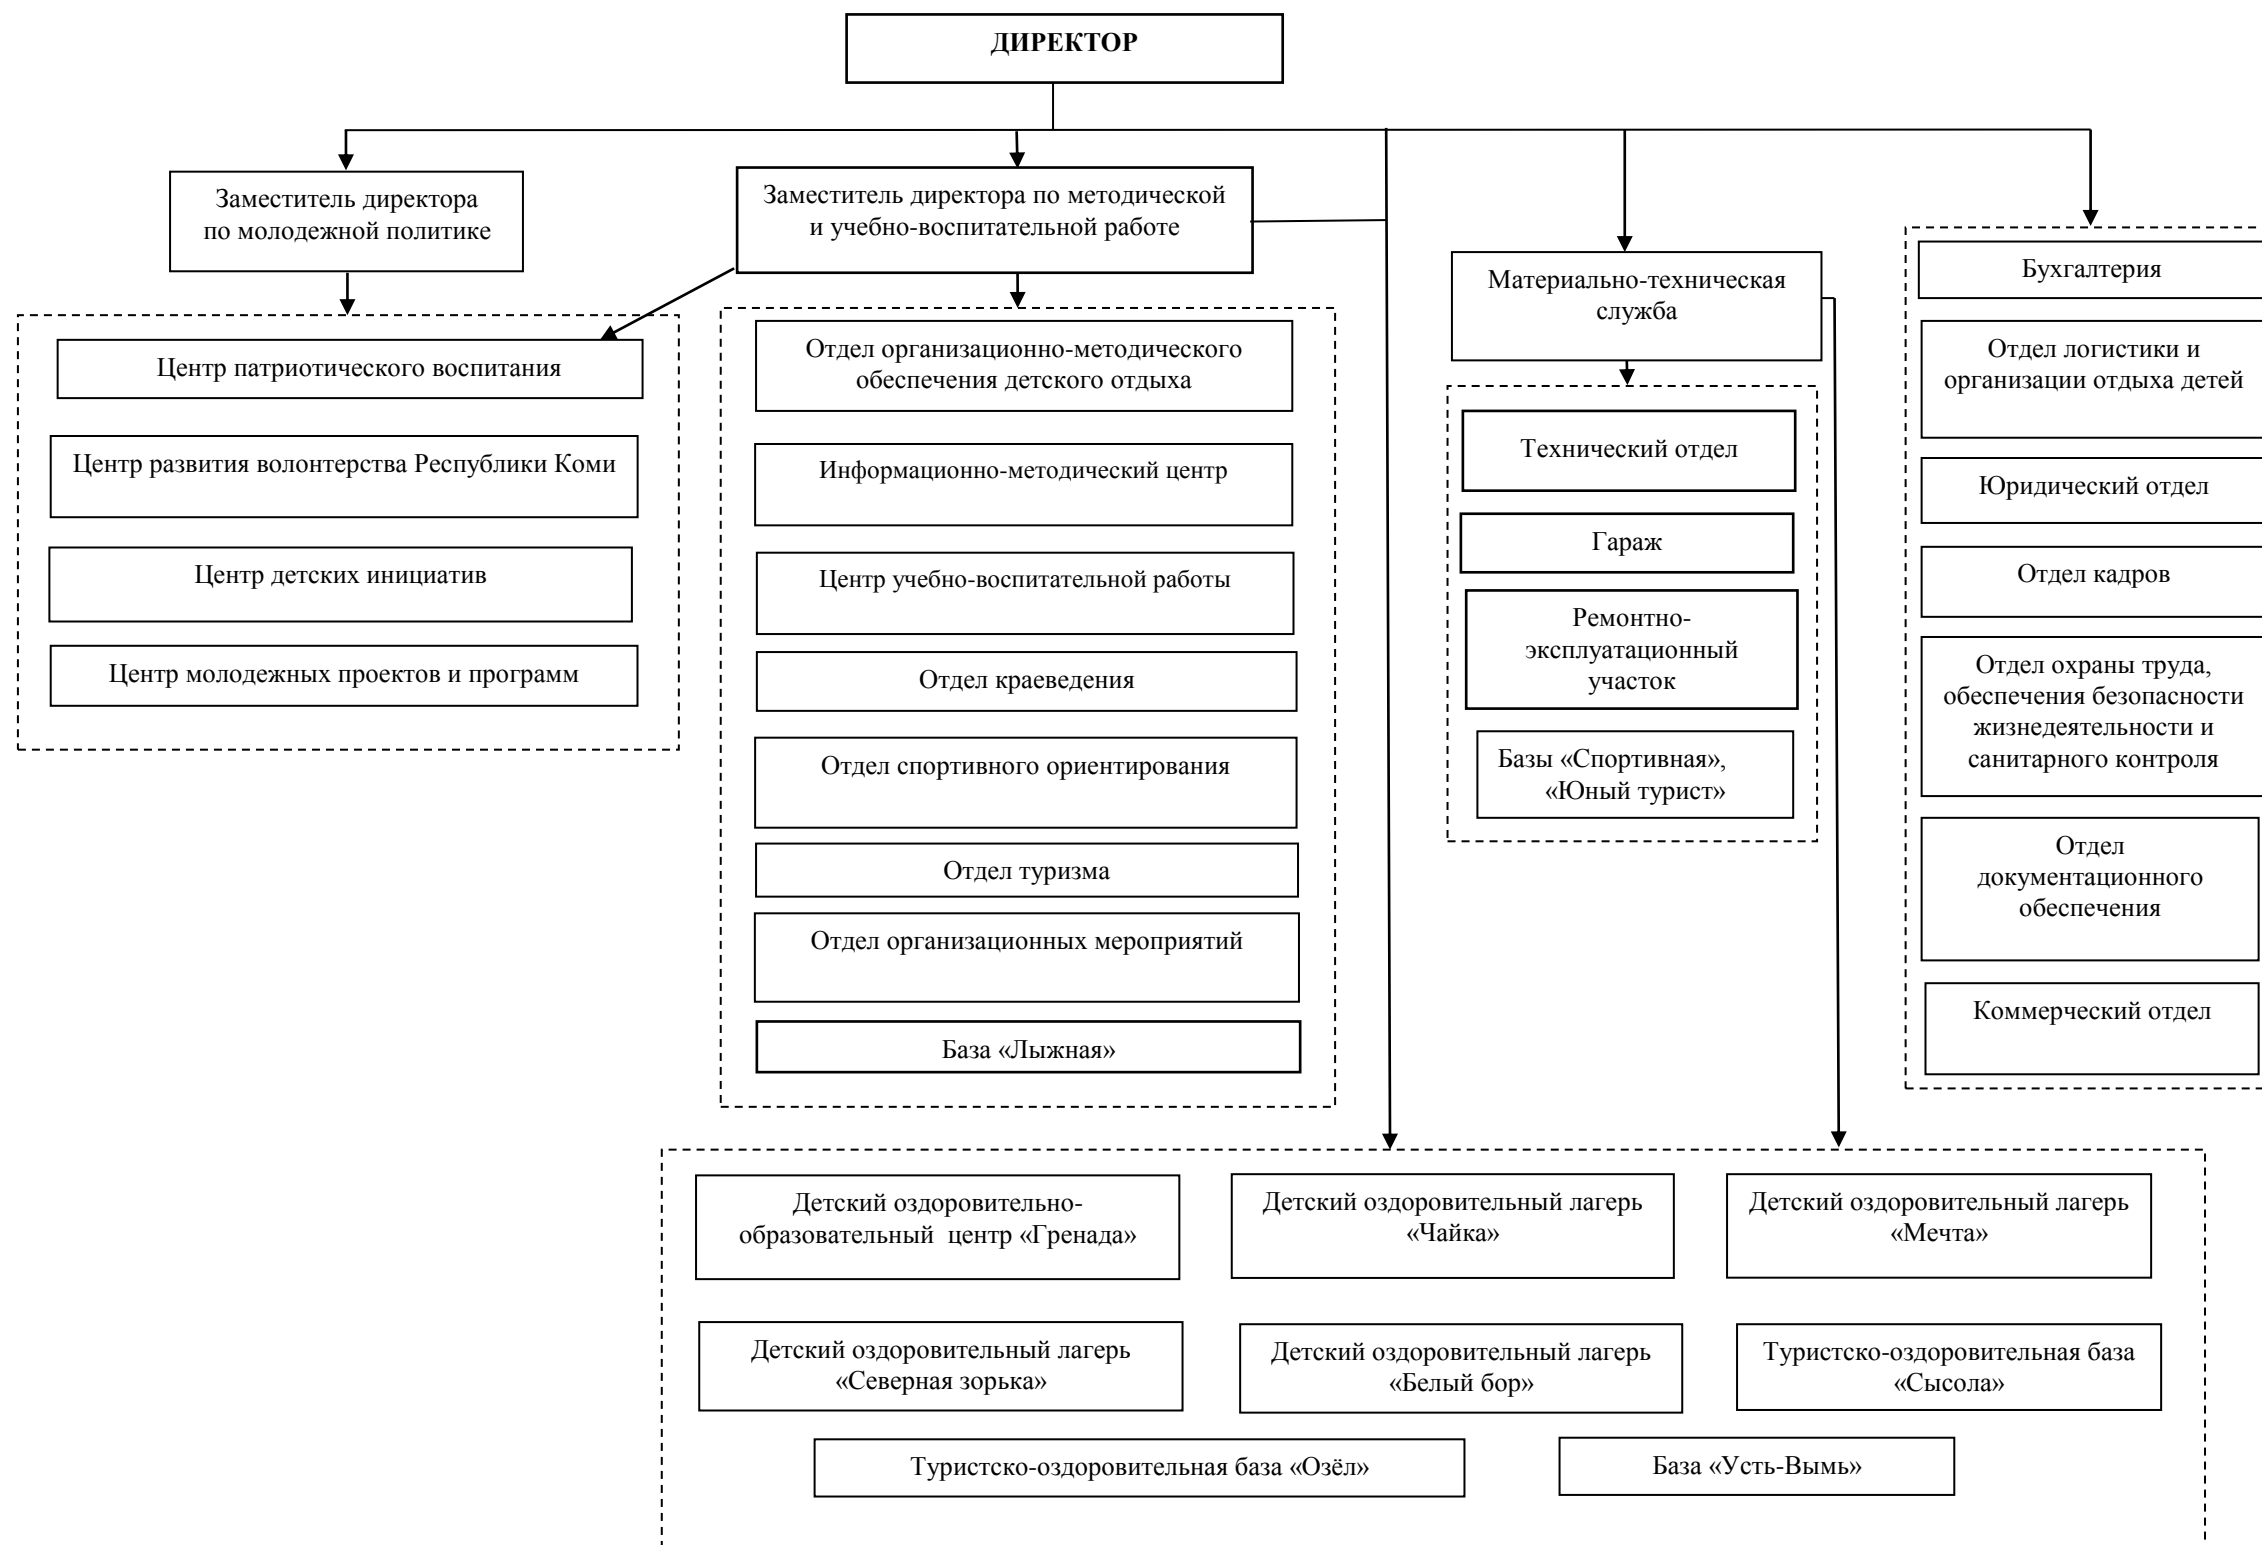 ДИРЕКТОР
Заместитель директора
по молодежной политике
Заместитель директора по методической
и учебно-воспитательной работе
Центр патриотического воспитания
Центр развития волонтерства Республики Коми
Центр детских инициатив
Центр молодежных проектов и программ
Отдел организационно-методического
обеспечения детского отдыха
Информационно-методический центр
Центр учебно-воспитательной работы
Отдел краеведения
Отдел спортивного ориентирования
Отдел туризма
Отдел организационных мероприятий
База «Лыжная»
Материально-техническая
служба
Технический отдел
Гараж
Ремонтно-
эксплуатационный
участок
Базы «Спортивная»,
«Юный турист»
Бухгалтерия
Отдел логистики и
организации отдыха детей
Юридический отдел
Отдел кадров
Отдел охраны труда,
обеспечения безопасности
жизнедеятельности и
санитарного контроля
Отдел
документационного
обеспечения
Коммерческий отдел
Детский оздоровительно-
образовательный  центр «Гренада»
Детский оздоровительный лагерь
«Чайка»
Детский оздоровительный лагерь
«Мечта»
Детский оздоровительный лагерь
«Северная зорька»
Детский оздоровительный лагерь
«Белый бор»
Туристско-оздоровительная база
«Сысола»
Туристско-оздоровительная база «Озёл»
База «Усть-Вымь»